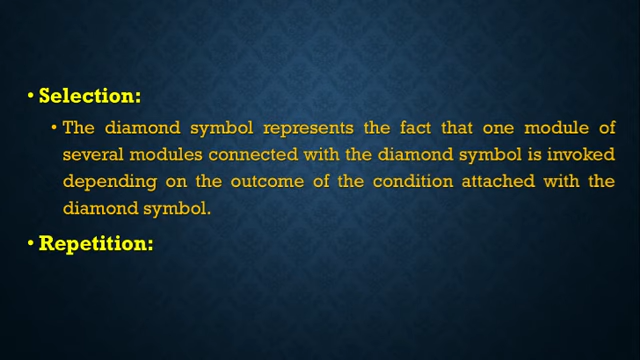 • Selection:
• The diamond symbol represents the fact that one module of
several modules connected with the diamond symbol is invoked
depending on the outcome of the condition attached with the
diamond symbol.
• Repetition: